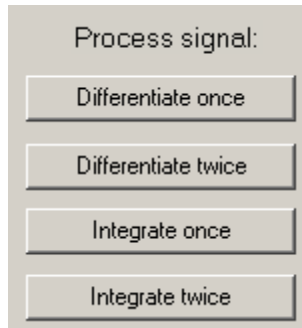 Process signal:
Differentiate once
Differentiate twice
Integrate once
Integrate twice